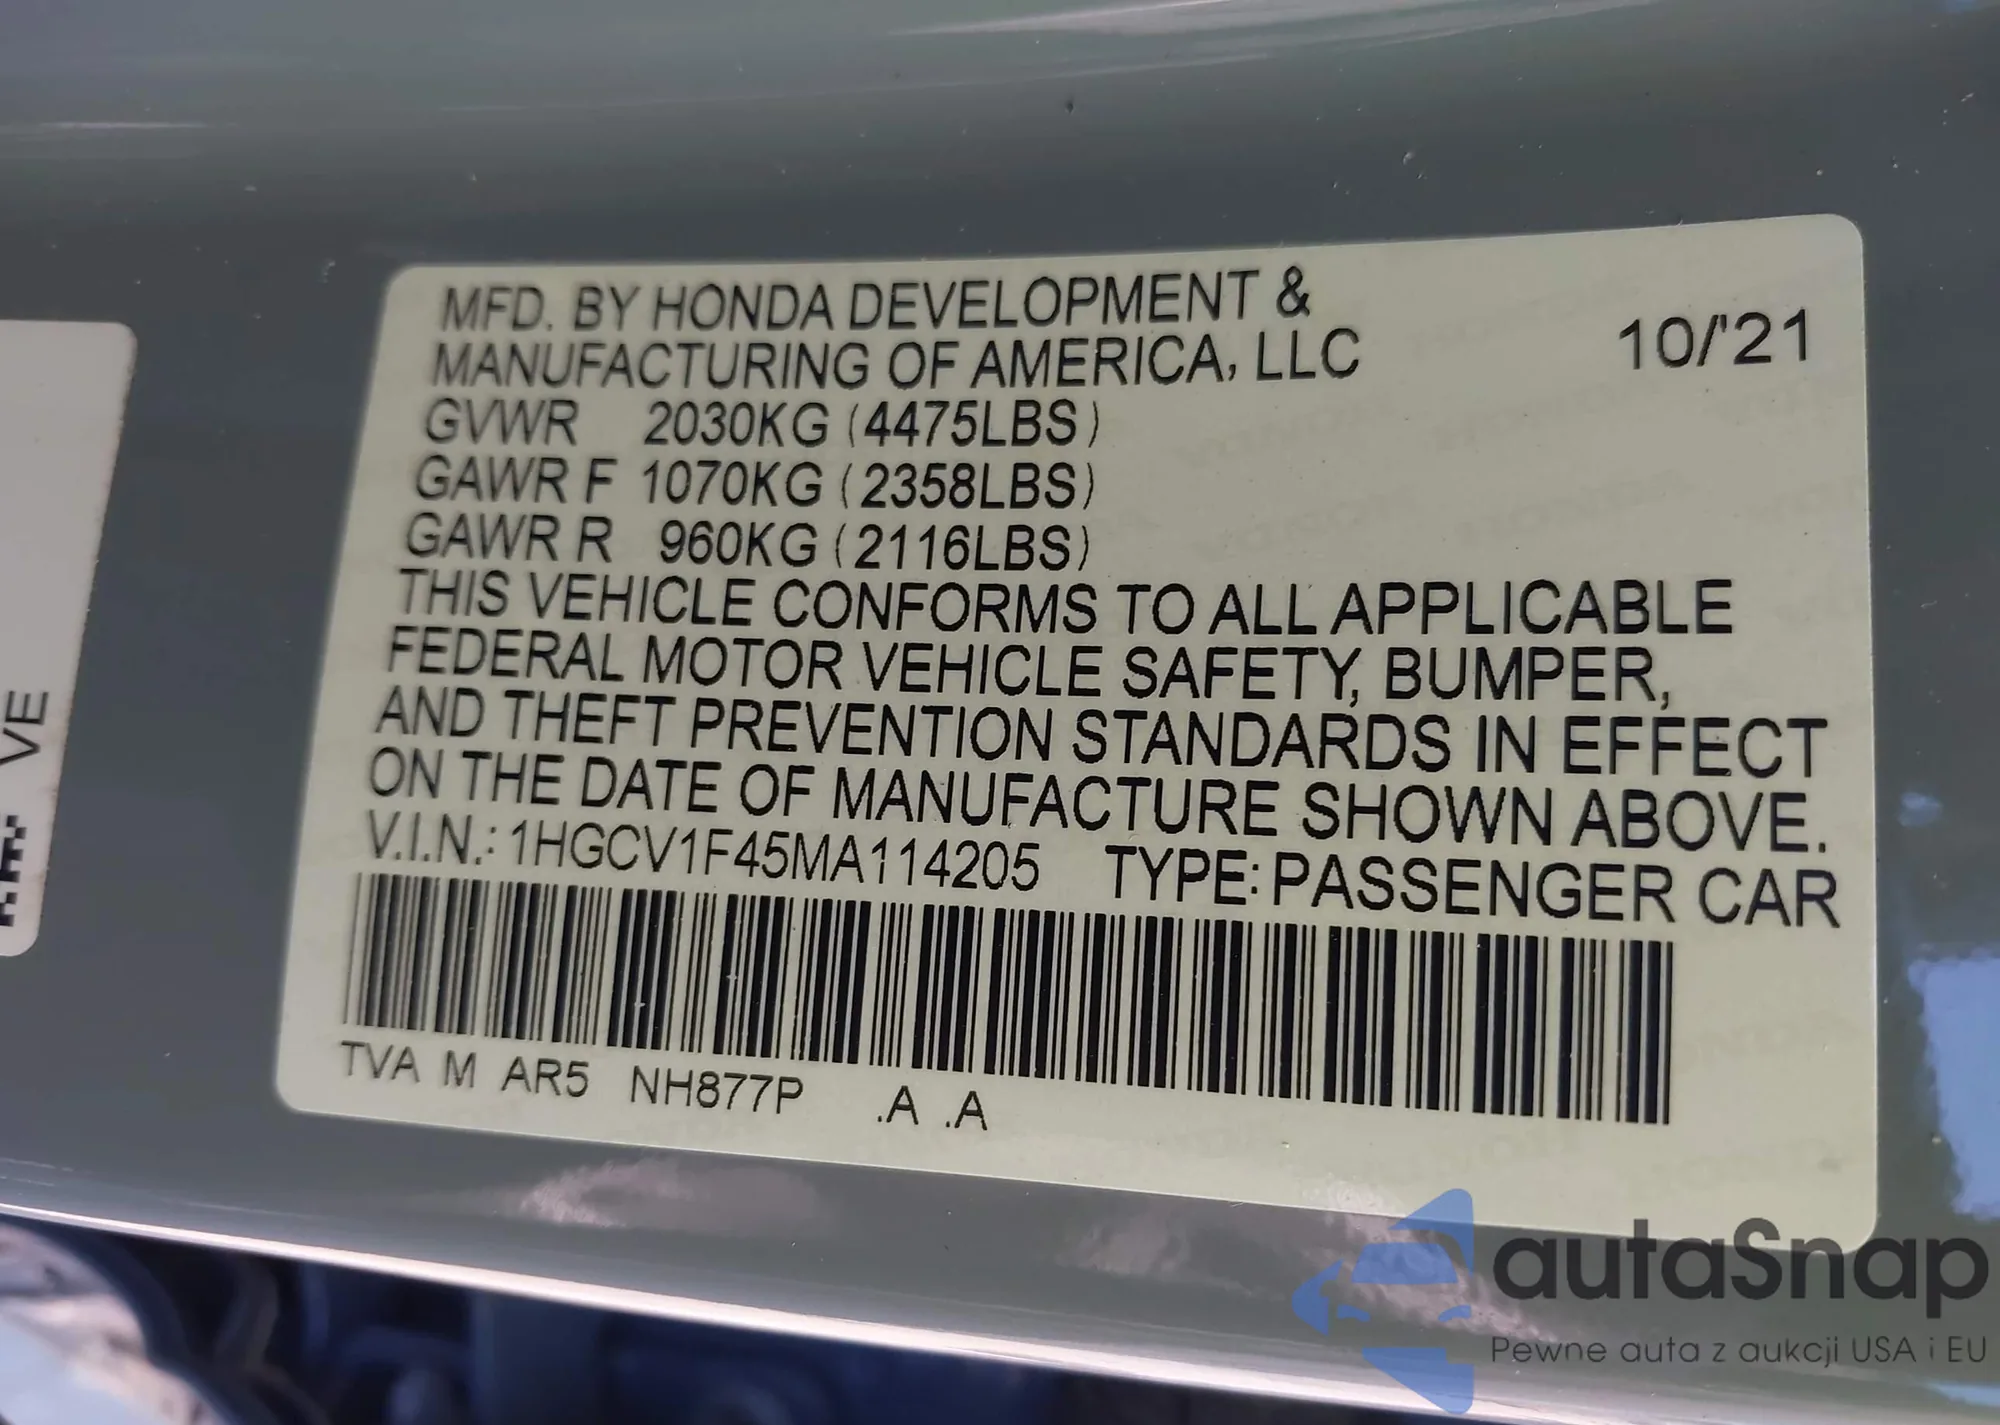 MFD. BY HONDA DEVELOPMENT &
MANUFACTURING OF AMERICA, LLC
10/'21
GVWR 2030KG (4475LBS)
GAWR F 1070KG (2358LBS)
GAWR R 960KG (2116LBS)
THIS VEHICLE CONFORMS TO ALL APPLICABLE
FEDERAL MOTOR VEHICLE SAFETY, BUMPER,
AND THEFT PREVENTION STANDARDS IN EFFECT
ON THE DATE OF MANUFACTURE SHOWN ABOVE.
V.I.N.: 1HGCV1F45MA114205 TYPE: PASSENGER CAR
TVA M AR5 NH877P .A .A
VE
autaSnap
Pewne auta z aukcji USA i EU